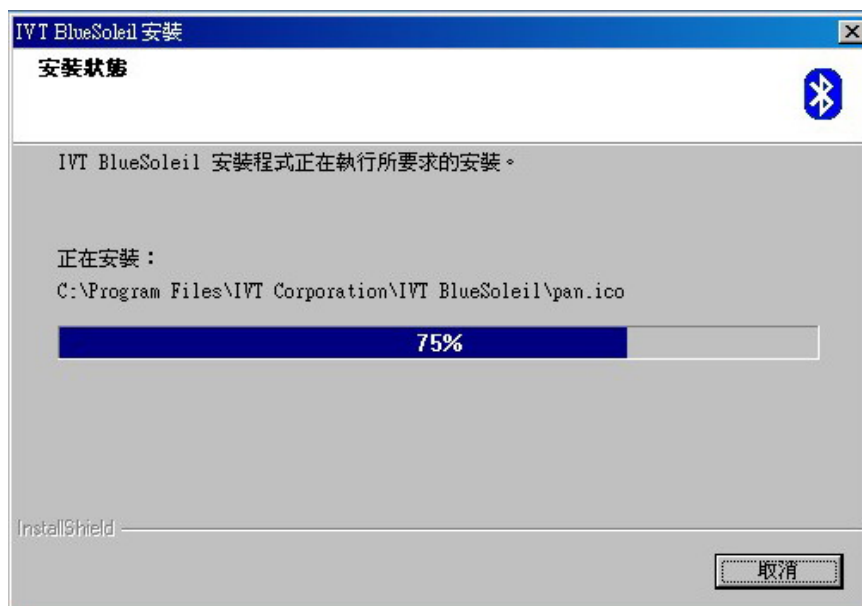 IVT BlueSoleil 安裝
安裝狀態
IVT BlueSoleil 安裝程式正在執行所要求的安裝。
正在安裝：
C:\Program Files\IVT Corporation\IVT BlueSoleil\pan.ico
75%
InstallShield
取消